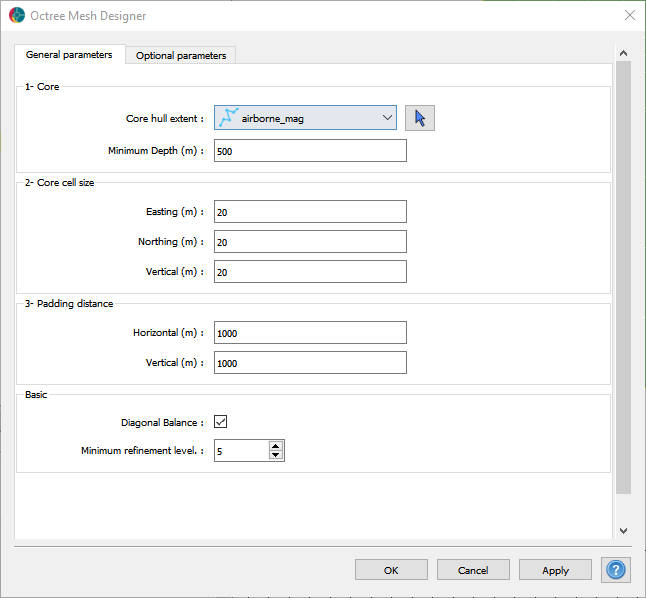 Octree Mesh Designer
General parameters
Optional parameters
1- Core
Core hull extent :
airborne_mag
Minimum Depth (m) :
500
2- Core cell size
Easting (m) :
20
Northing (m) :
20
Vertical (m) :
20
3- Padding distance
Horizontal (m) :
1000
Vertical (m) :
1000
Basic
Diagonal Balance :
Minimum refinement level. :
5
OK
Cancel
Apply
?